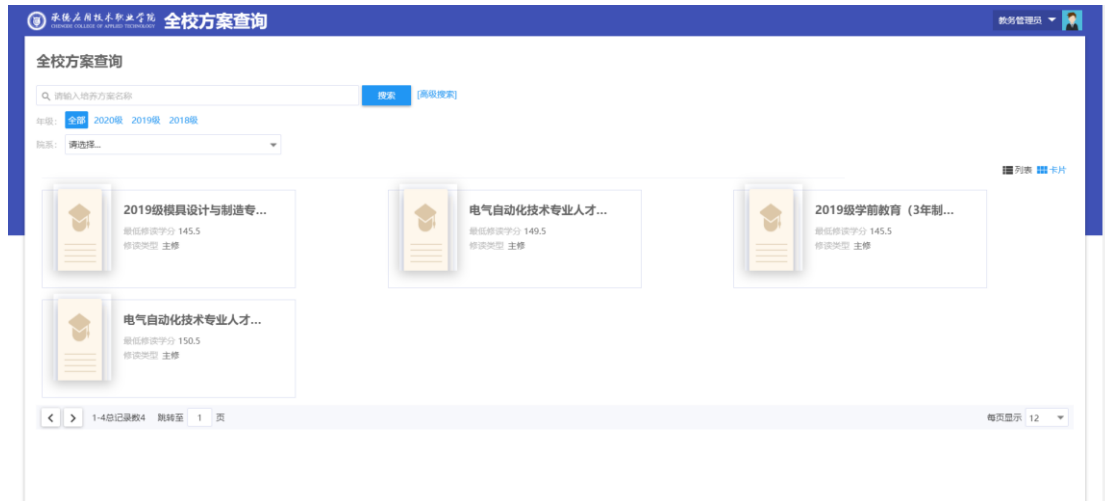 承德应用技术职业学院 全校方案查询
CHENGDE COLLEGE OF APPLIED TECHNOLOGY
教务管理员
全校方案查询
请输入培养方案名称 搜索 [高级搜索]
年级: 全部 2020级 2019级 2018级
院系: 请选择...
列表 卡片
2019级模具设计与制造专...
最低修读学分 145.5
修读类型 主修
电气自动化技术专业人才...
最低修读学分 149.5
修读类型 主修
2019级学前教育（3年制...
最低修读学分 145.5
修读类型 主修
电气自动化技术专业人才...
最低修读学分 150.5
修读类型 主修
1-4总记录数4 跳转至 1 页 每页显示 12